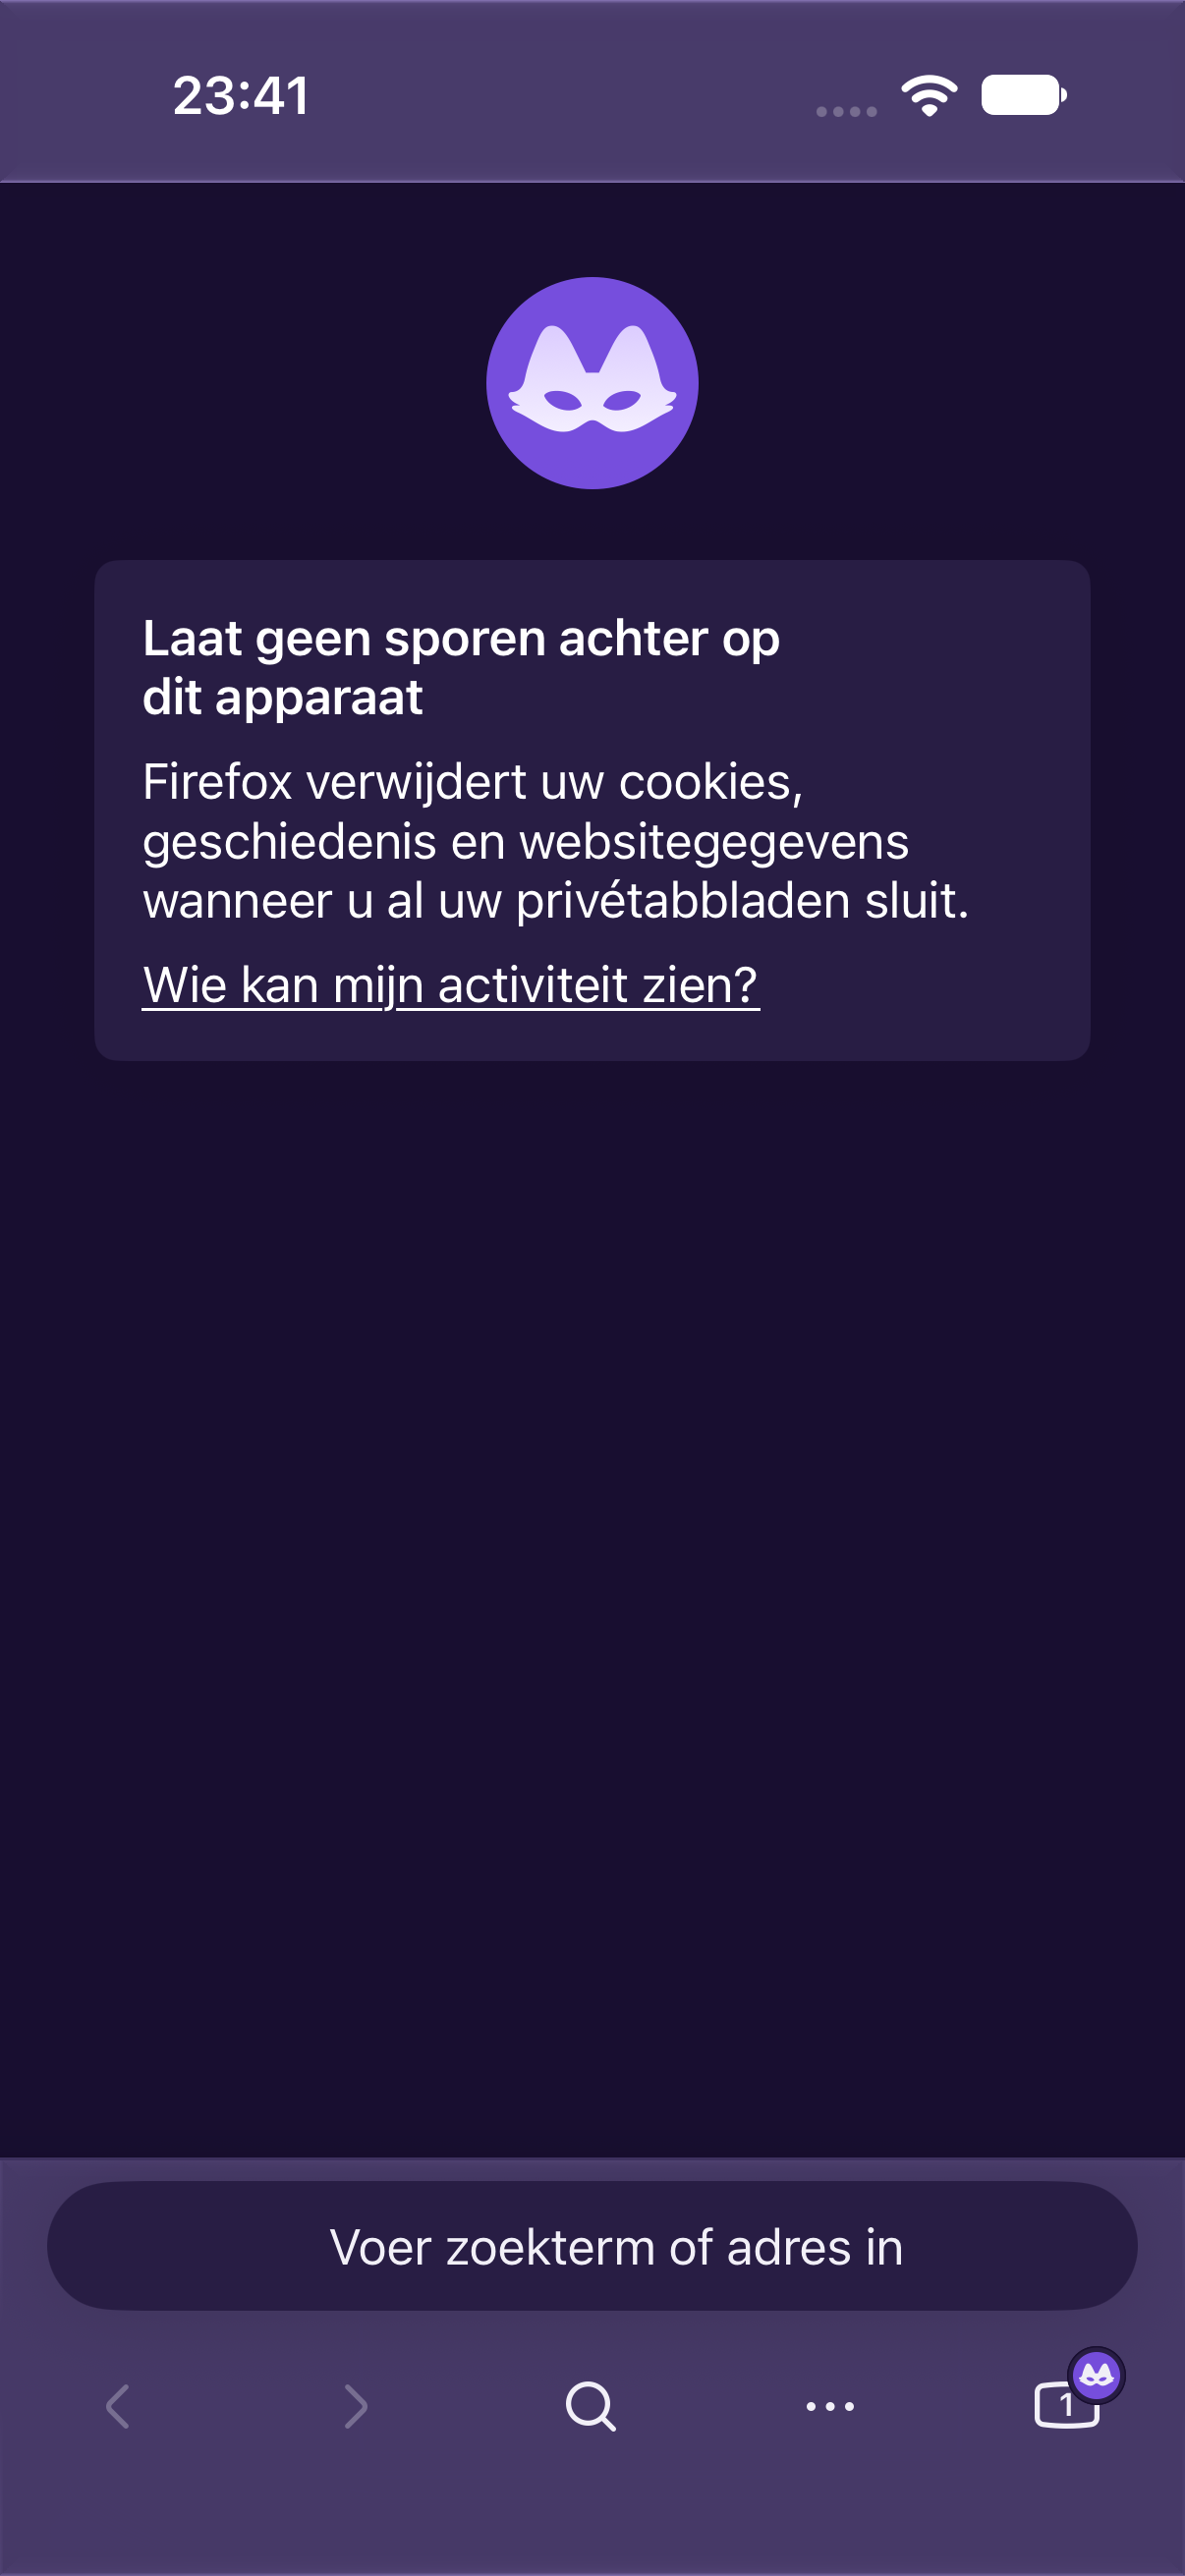 23:41
Laat geen sporen achter op
dit apparaat
Firefox verwijdert uw cookies,
geschiedenis en websitegegevens
wanneer u al uw privétabbladen sluit.
Wie kan mijn activiteit zien?
Voer zoekterm of adres in
1